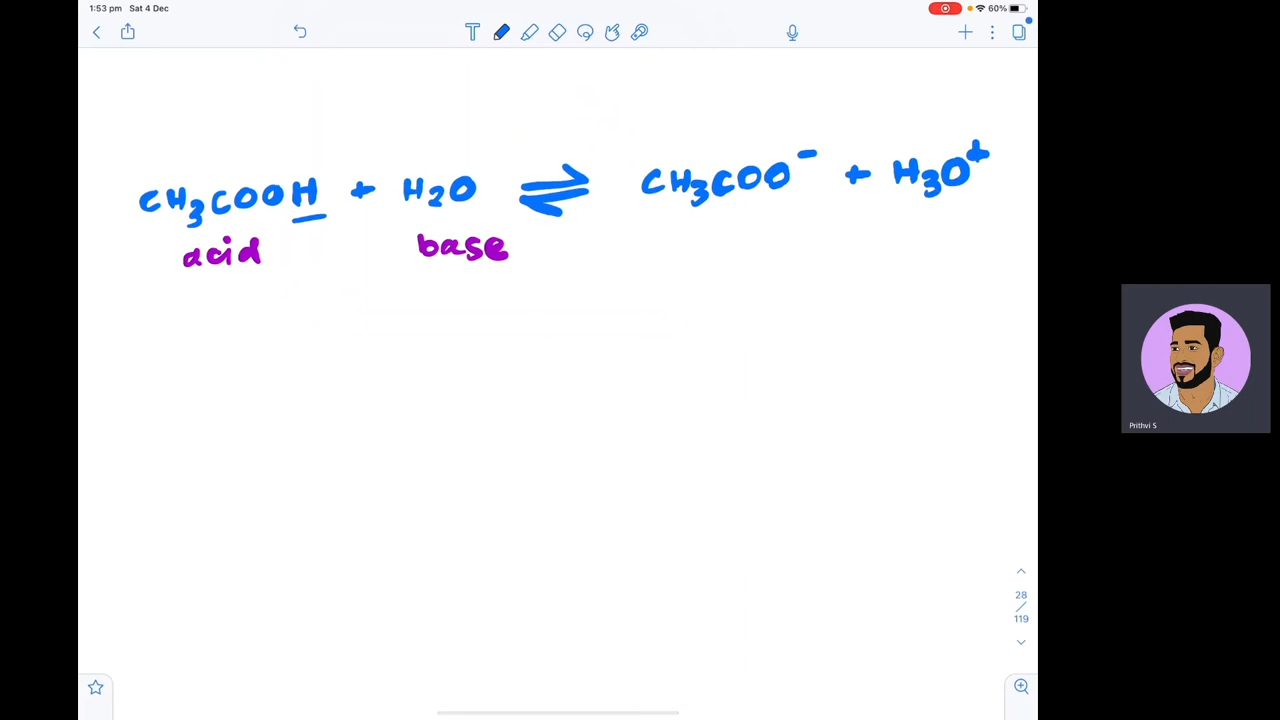 1:53 pm Sat 4 Dec 60%
CH3COOH + H2O ⇌ CH3COO⁻ + H3O⁺
acid base
Prithvi S
28
/
119